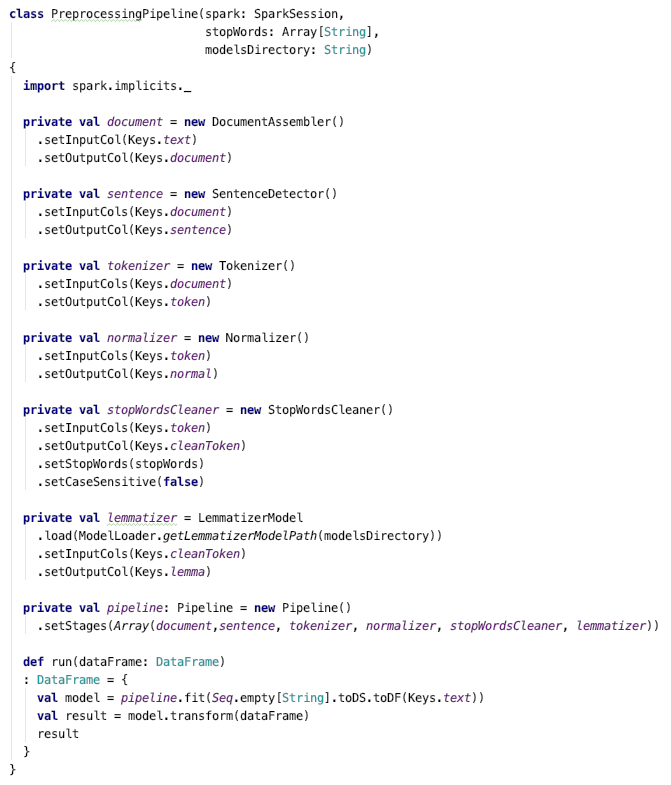 class PreprocessingPipeline(spark: SparkSession,
                            stopWords: Array[String],
                            modelsDirectory: String)
{
  import spark.implicits._

  private val document = new DocumentAssembler()
    .setInputCol(Keys.text)
    .setOutputCol(Keys.document)

  private val sentence = new SentenceDetector()
    .setInputCols(Keys.document)
    .setOutputCol(Keys.sentence)

  private val tokenizer = new Tokenizer()
    .setInputCols(Keys.document)
    .setOutputCol(Keys.token)

  private val normalizer = new Normalizer()
    .setInputCols(Keys.token)
    .setOutputCol(Keys.normal)

  private val stopWordsCleaner = new StopWordsCleaner()
    .setInputCols(Keys.token)
    .setOutputCol(Keys.cleanToken)
    .setStopWords(stopWords)
    .setCaseSensitive(false)

  private val lemmatizer = LemmatizerModel
    .load(ModelLoader.getLemmatizerModelPath(modelsDirectory))
    .setInputCols(Keys.cleanToken)
    .setOutputCol(Keys.lemma)

  private val pipeline: Pipeline = new Pipeline()
    .setStages(Array(document,sentence, tokenizer, normalizer, stopWordsCleaner, lemmatizer))

  def run(dataFrame: DataFrame)
  : DataFrame = {
    val model = pipeline.fit(Seq.empty[String].toDS.toDF(Keys.text))
    val result = model.transform(dataFrame)
    result
  }
}